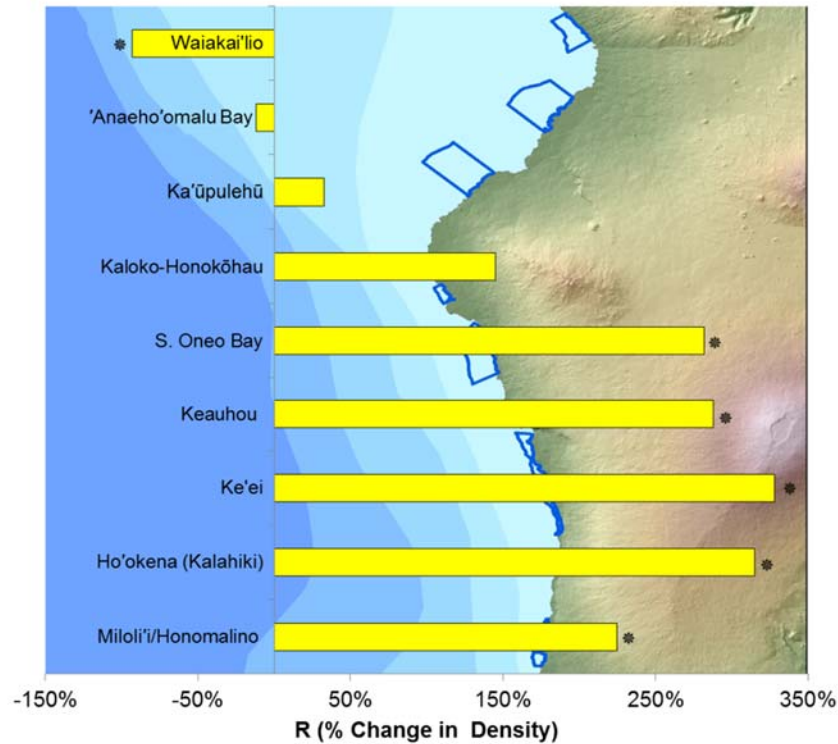 Waiakai'lio
'Anaeho'omalu Bay
Ka'ūpulehū
Kaloko-Honokōhau
S. Oneo Bay
Keauhou
Ke'ei
Ho'okena (Kalahiki)
Miloli'i/Honomalino
-150% -50% 50% 150% 250% 350%
R (% Change in Density)